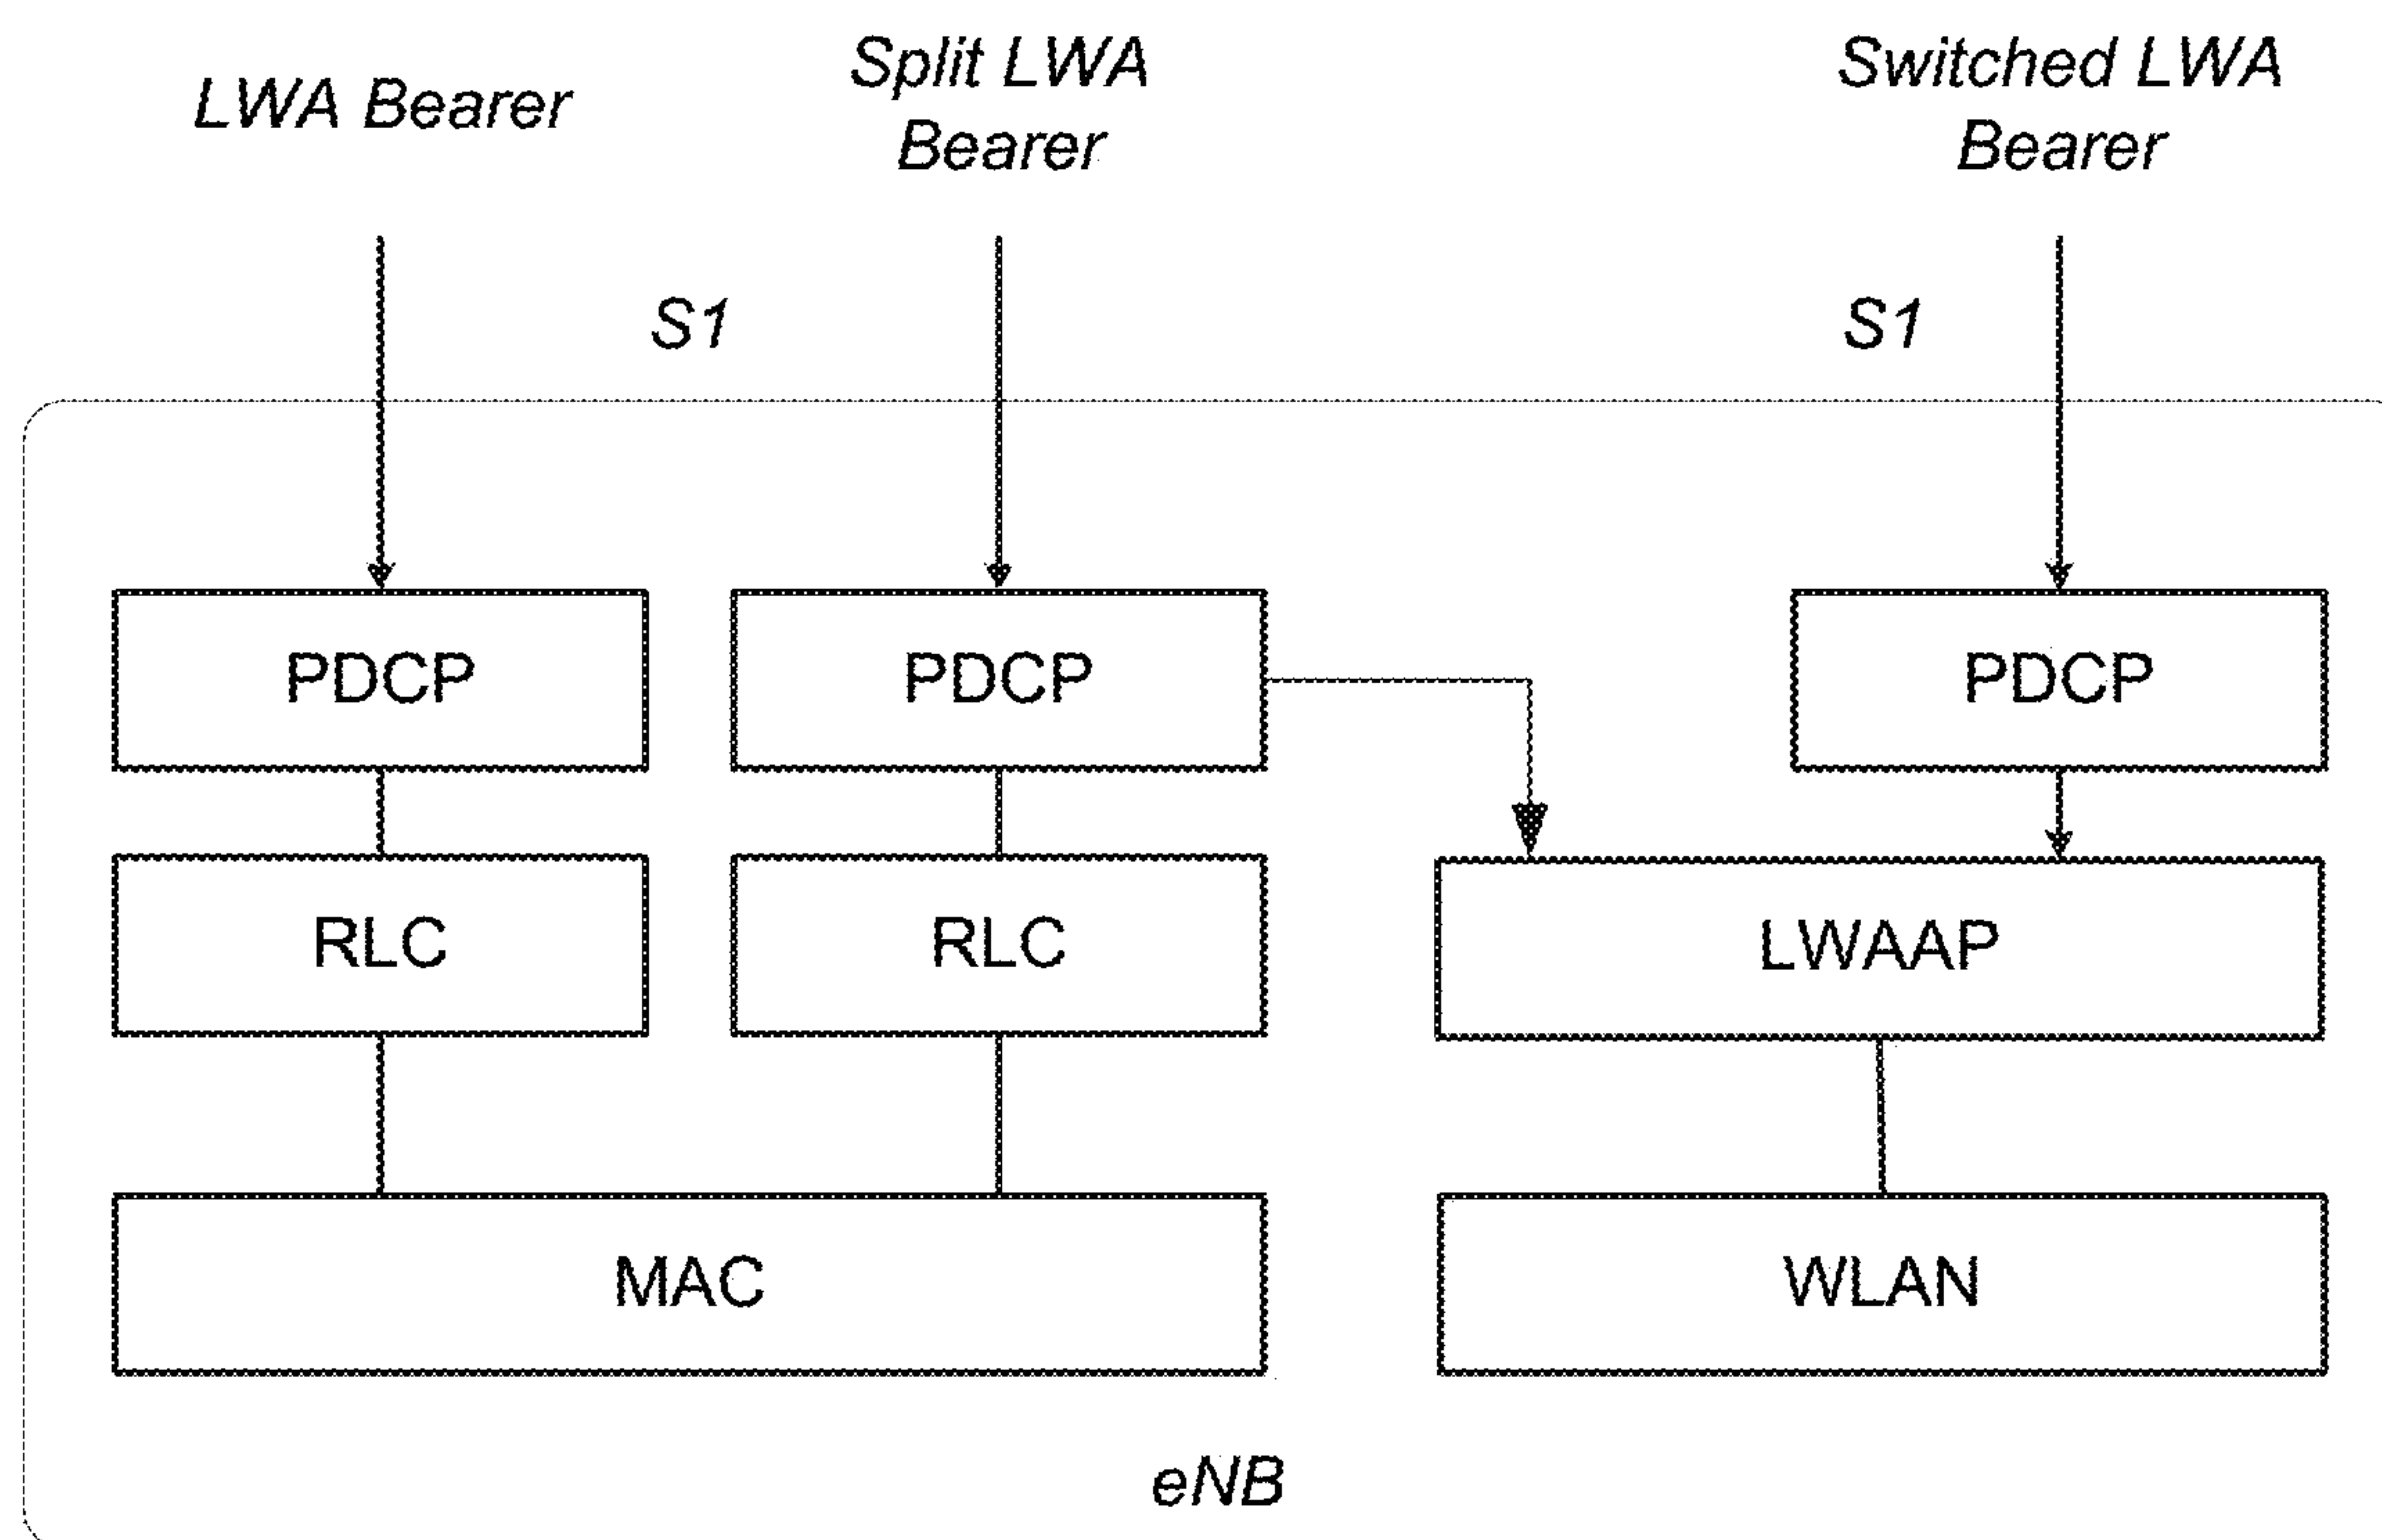 LWA Bearer
Split LWA
Bearer
Switched LWA
Bearer
S1
S1
PDCP
PDCP
PDCP
RLC
RLC
LWAAP
MAC
WLAN
eNB